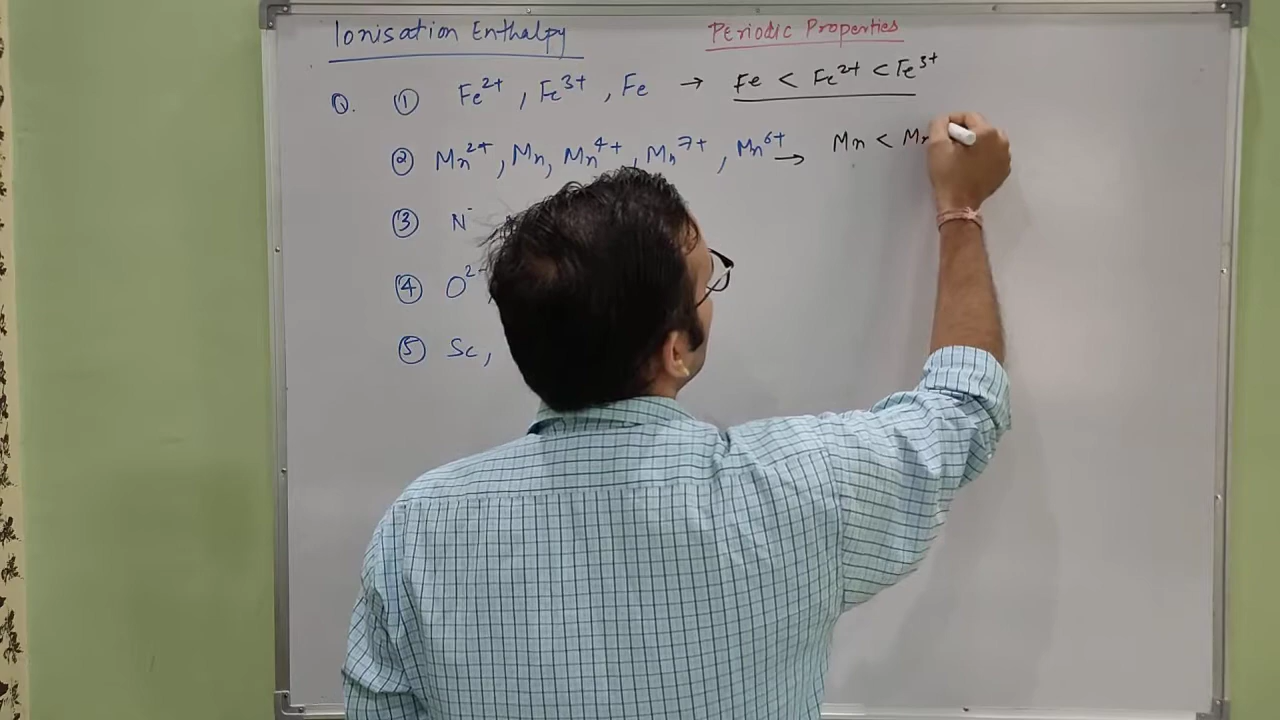 Ionisation Enthalpy
Periodic Properties
Q. ① Fe²⁺, Fe³⁺, Fe → Fe < Fe²⁺ < Fe³⁺
② Mn²⁺, Mn, Mn⁴⁺, Mn⁷⁺, Mn⁶⁺ → Mn <
③ N⁻
④ O²⁻
⑤ Sc,